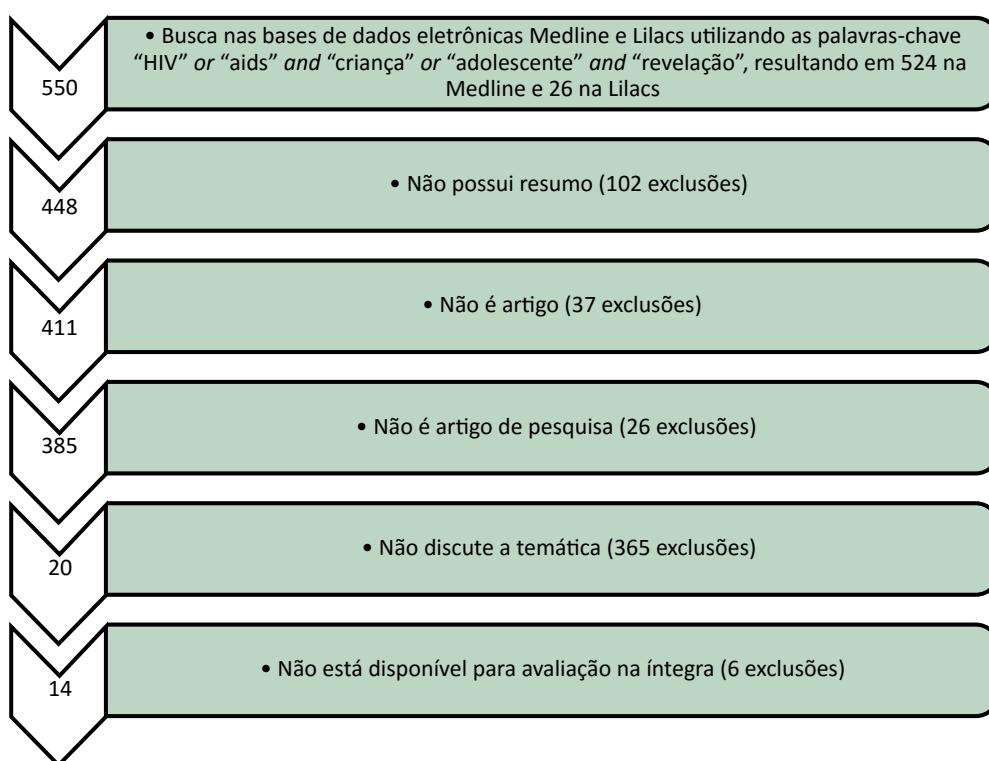 • Busca nas bases de dados eletrônicas Medline e Lilacs utilizando as palavras-chave
“HIV” or “aids” and “criança” or “adolescente” and “revelação”, resultando em 524 na
Medline e 26 na Lilacs
550
• Não possui resumo (102 exclusões)
448
• Não é artigo (37 exclusões)
411
• Não é artigo de pesquisa (26 exclusões)
385
• Não discute a temática (365 exclusões)
20
• Não está disponível para avaliação na íntegra (6 exclusões)
14